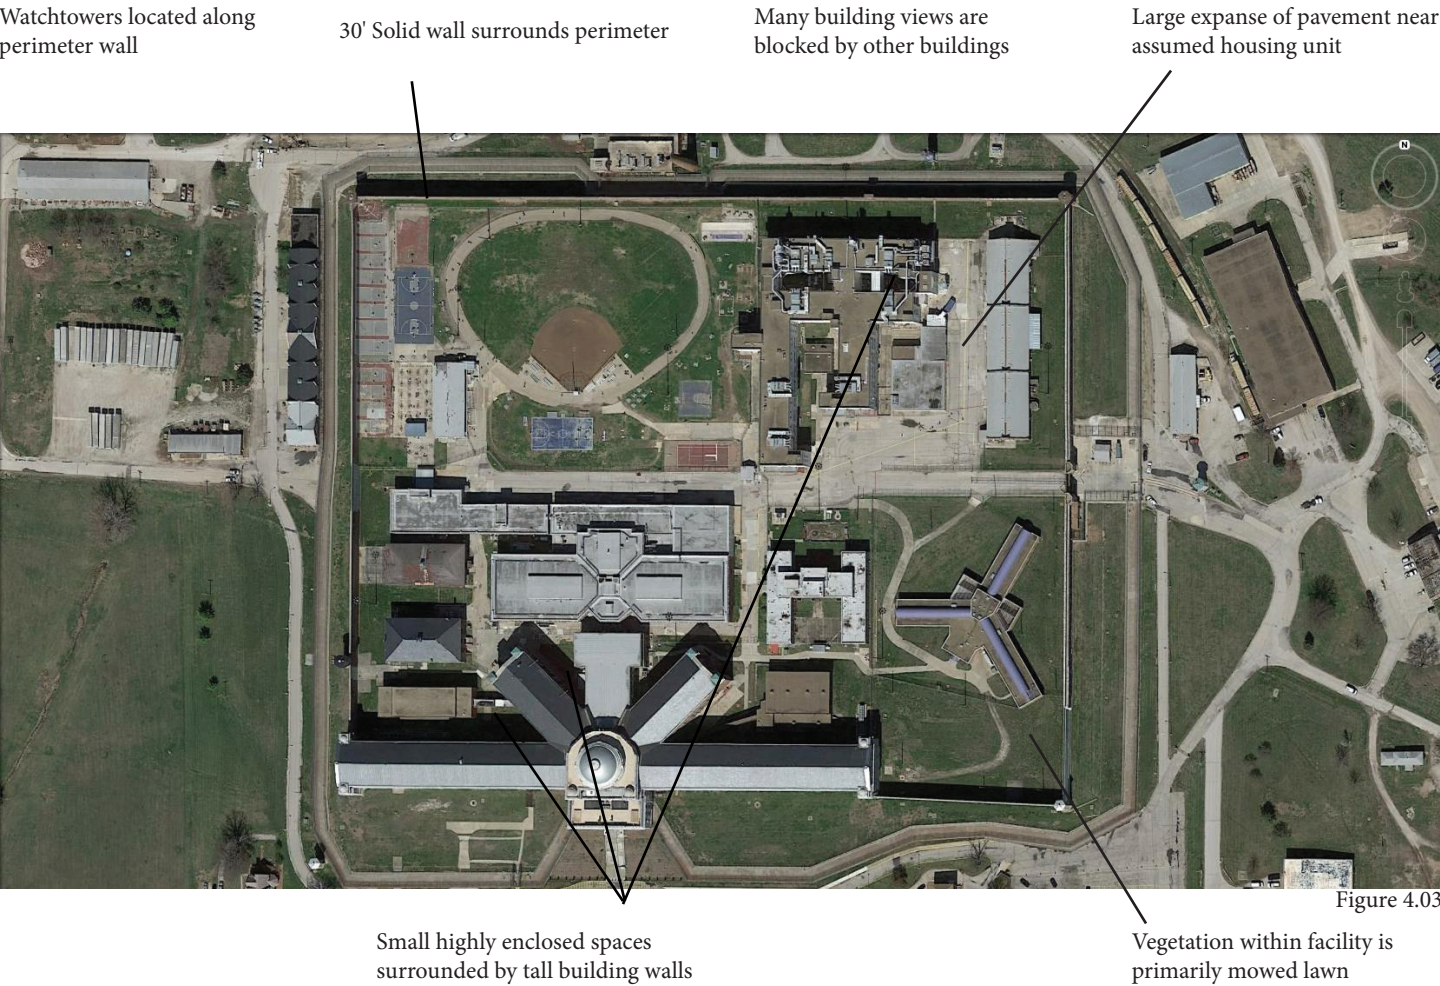 Watchtowers located along
perimeter wall
30' Solid wall surrounds perimeter
Many building views are
blocked by other buildings
Large expanse of pavement near
assumed housing unit
N
Figure 4.03
Small highly enclosed spaces
surrounded by tall building walls
Vegetation within facility is
primarily mowed lawn